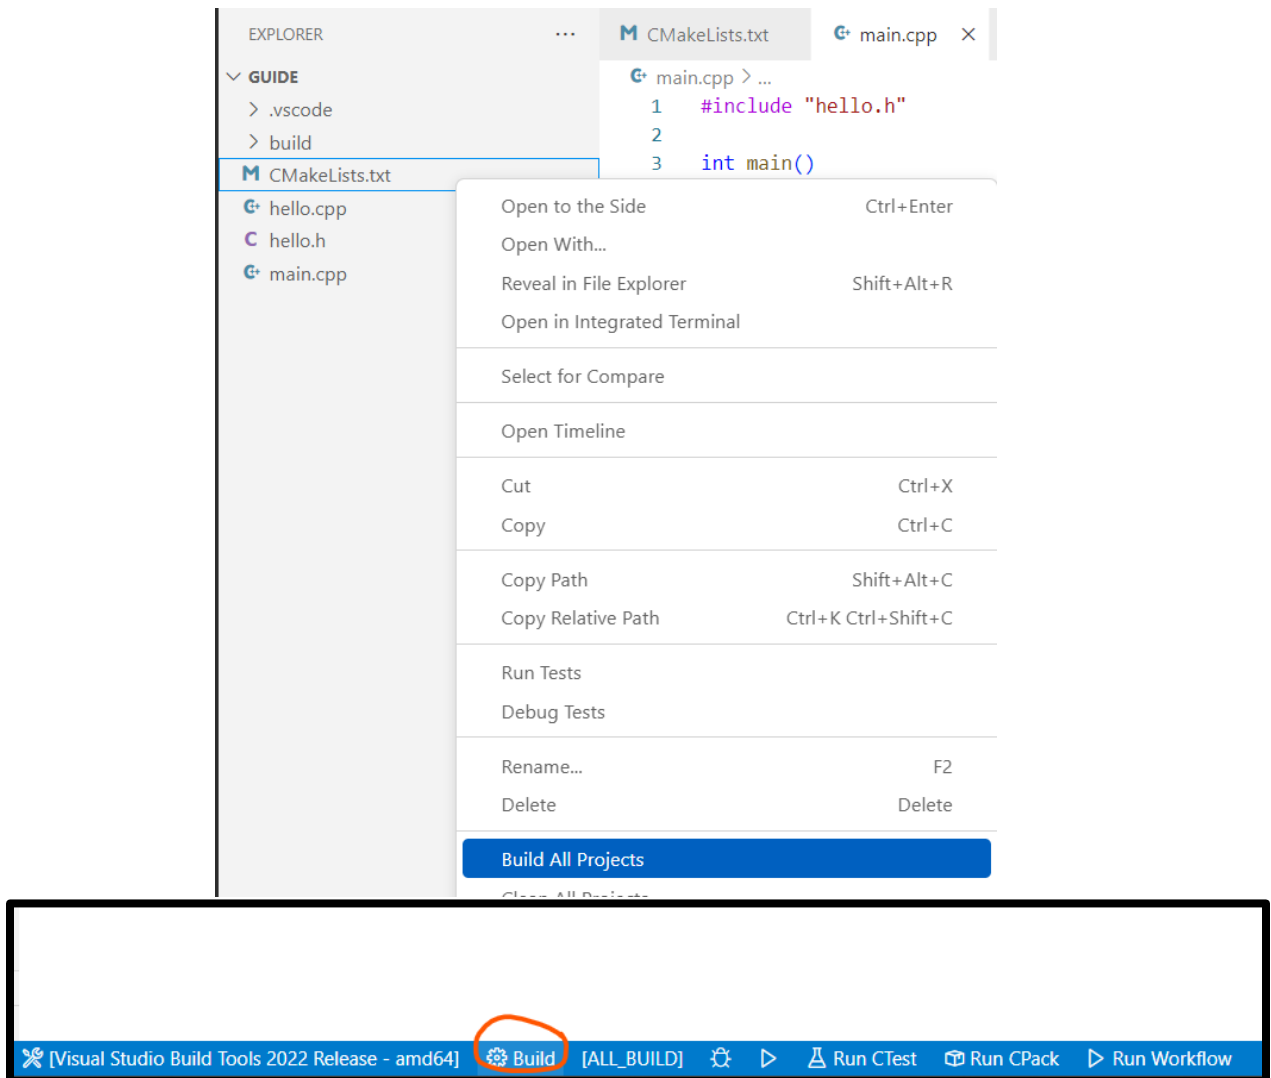 EXPLORER ...
CMakeLists.txt main.cpp
GUIDE
main.cpp > ...
> .vscode
1 #include "hello.h"
> build
2
CMakeLists.txt
3 int main()
hello.cpp
hello.h
main.cpp
Open to the Side Ctrl+Enter
Open With...
Reveal in File Explorer Shift+Alt+R
Open in Integrated Terminal
Select for Compare
Open Timeline
Cut Ctrl+X
Copy Ctrl+C
Copy Path Shift+Alt+C
Copy Relative Path Ctrl+K Ctrl+Shift+C
Run Tests
Debug Tests
Rename... F2
Delete Delete
Build All Projects
Clean All Projects
[Visual Studio Build Tools 2022 Release - amd64] Build [ALL_BUILD] Run CTest Run CPack Run Workflow